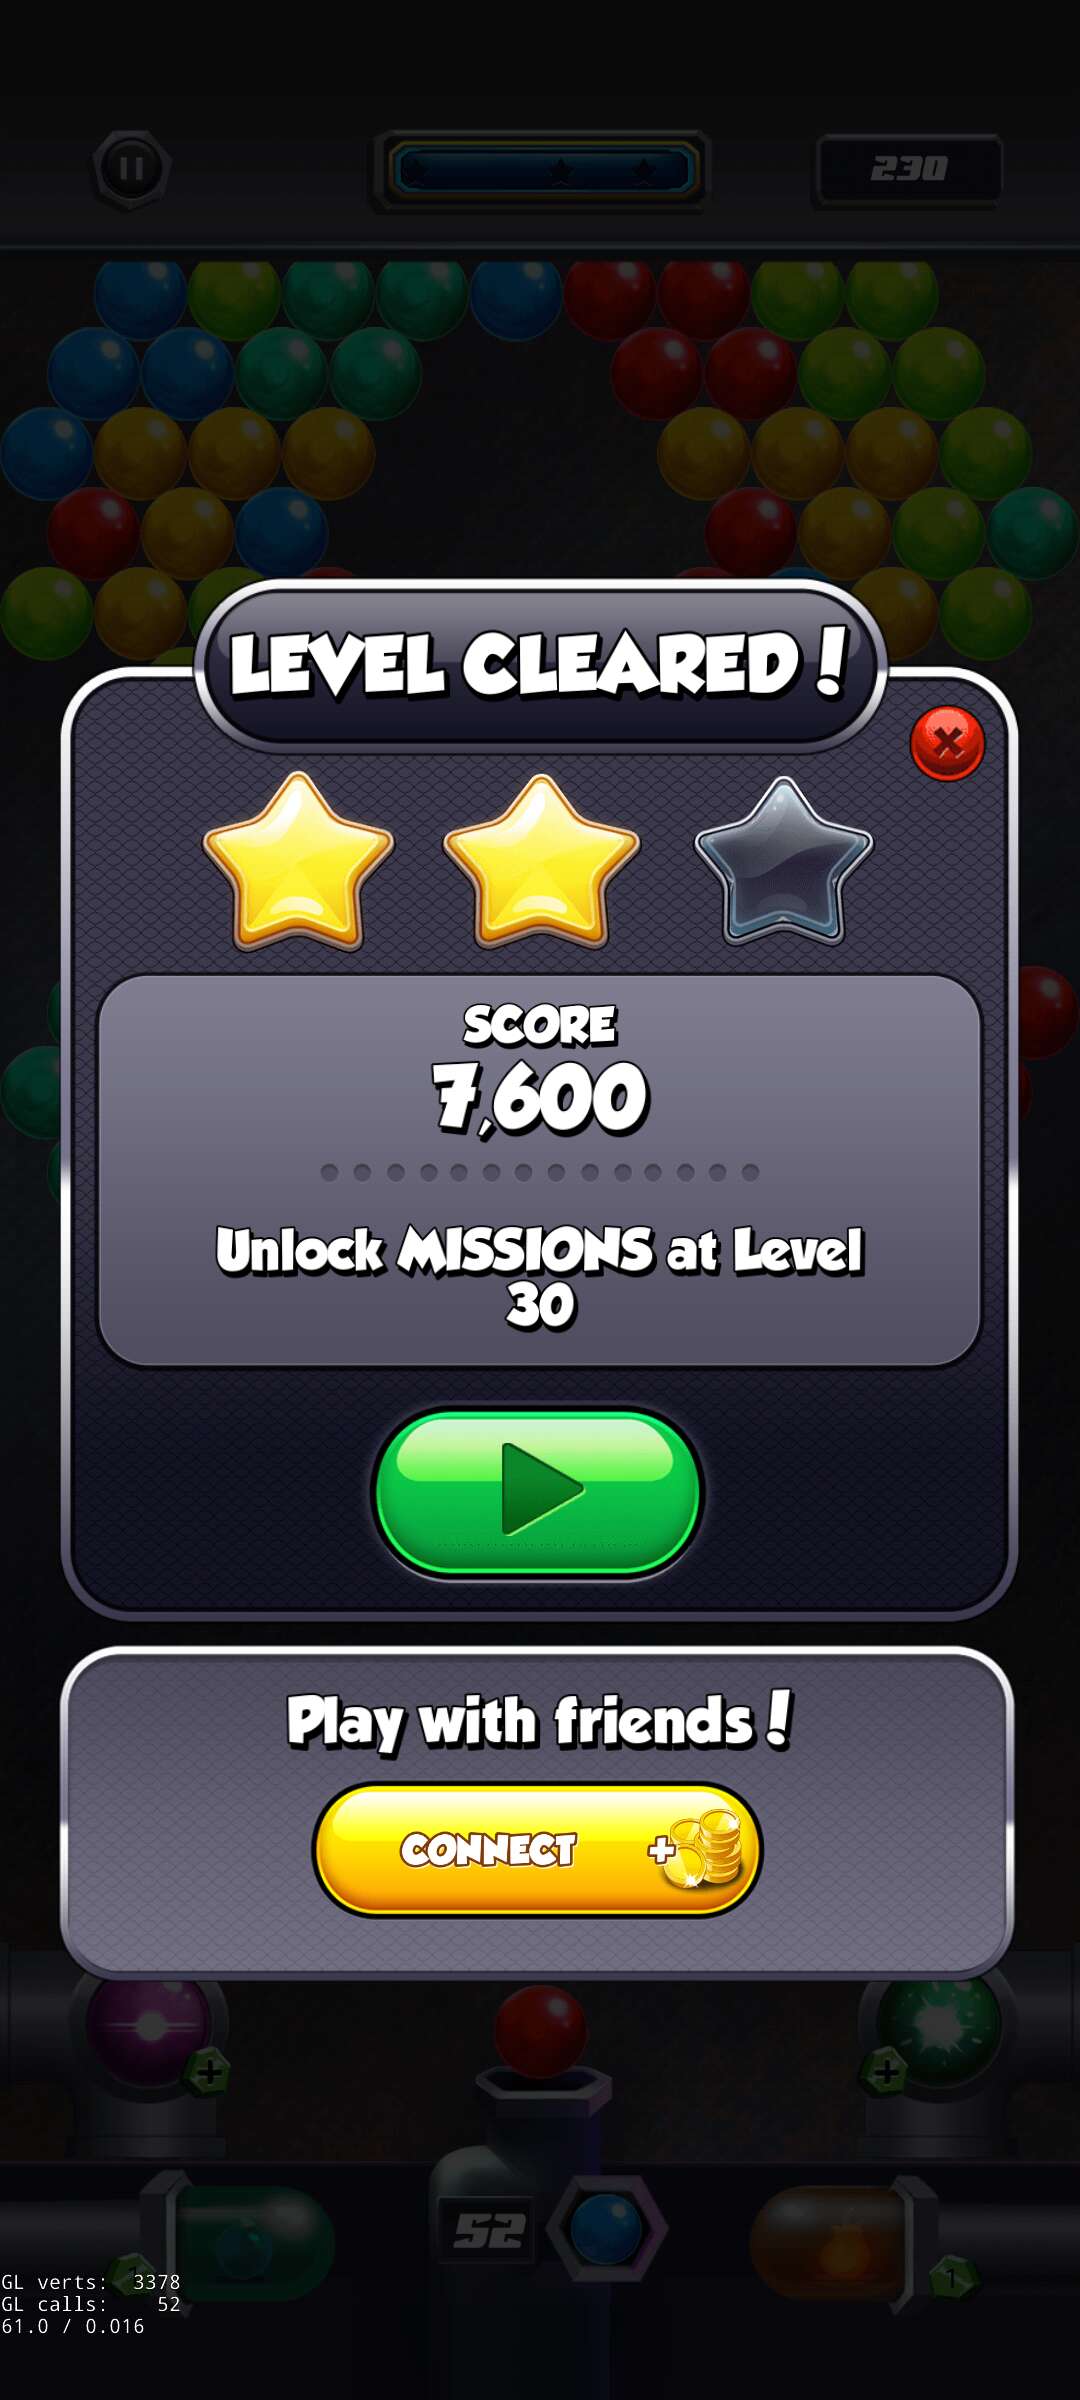 230
LEVEL CLEARED!
SCORE
7,600
Unlock MISSIONS at Level
30
Play with friends!
CONNECT +
52
1
GL verts: 3378
GL calls: 52
61.0 / 0.016